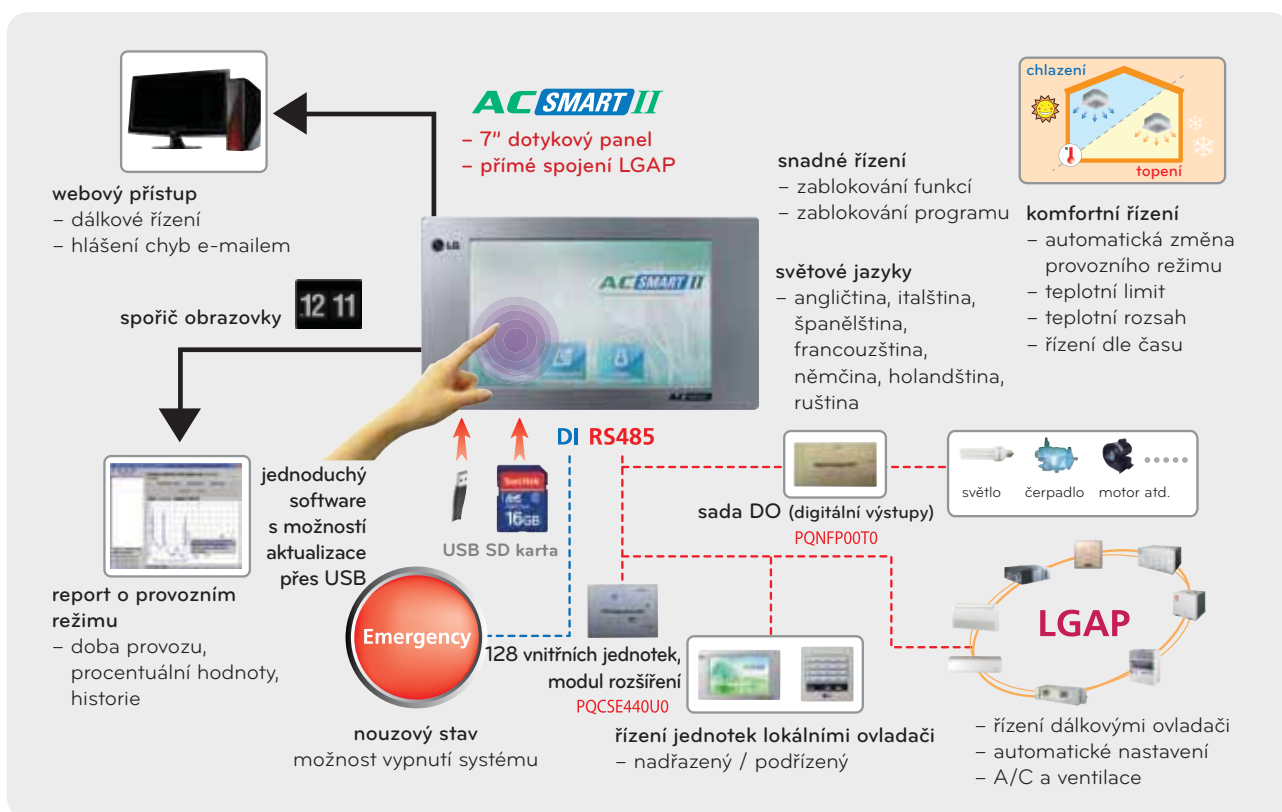 AC SMART II
– 7" dotykový panel
– přímé spojení LGAP
webový přístup
– dálkové řízení
– hlášení chyb e-mailem
spořič obrazovky
12 11
LG
AC SMART II
snadné řízení
– zablokování funkcí
– zablokování programu
světové jazyky
– angličtina, italština,
španělština,
francouzština,
němčina, holandština,
ruština
chlazení
topení
komfortní řízení
– automatická změna
provozního režimu
– teplotní limit
– teplotní rozsah
– řízení dle času
DI RS485
jednoduchý
software
s možností
aktualizace
přes USB
SanDisk
16GB
USB SD karta
report o provozním
režimu
– doba provozu,
procentuální hodnoty,
historie
Emergency
nouzový stav
možnost vypnutí systému
128 vnitřních jednotek,
modul rozšíření
PQCSE440U0
sada DO (digitální výstupy)
PQNFP00T0
světlo
čerpadlo
motor atd.
řízení jednotek lokálními ovladači
– nadřazený / podřízený
LGAP
– řízení dálkovými ovladači
– automatické nastavení
– A/C a ventilace